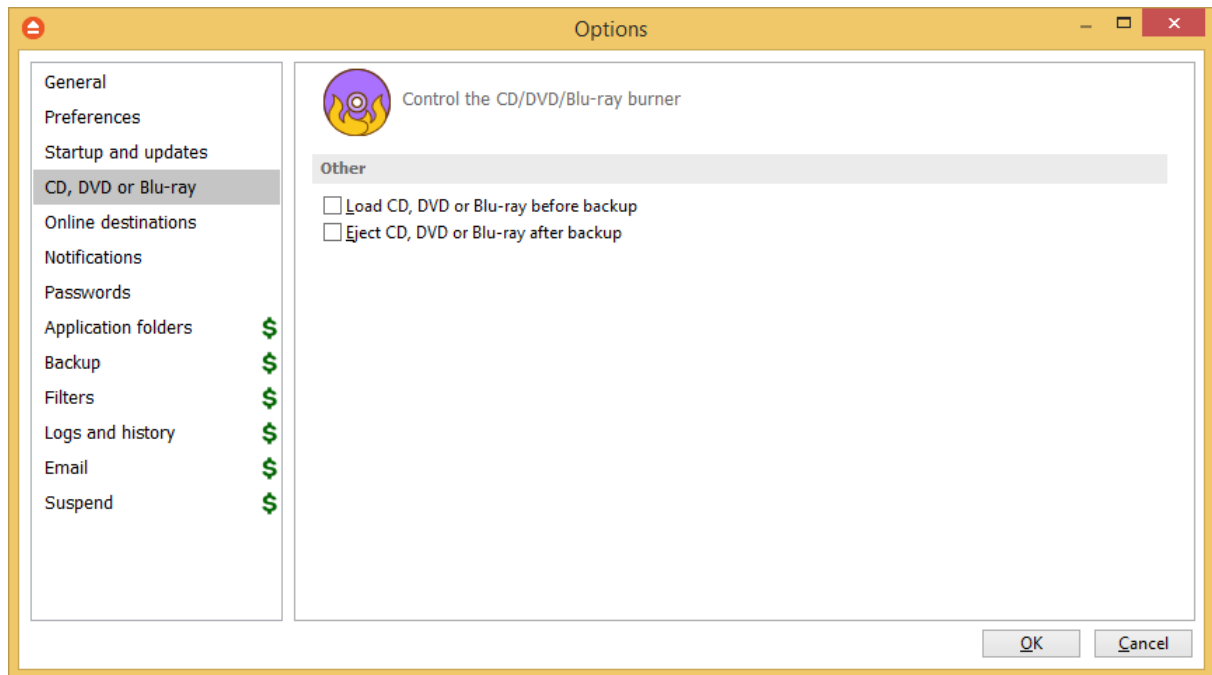 Options
General
Preferences
Startup and updates
CD, DVD or Blu-ray
Online destinations
Notifications
Passwords
Application folders $
Backup $
Filters $
Logs and history $
Email $
Suspend $
Control the CD/DVD/Blu-ray burner
Other
Load CD, DVD or Blu-ray before backup
Eject CD, DVD or Blu-ray after backup
OK
Cancel